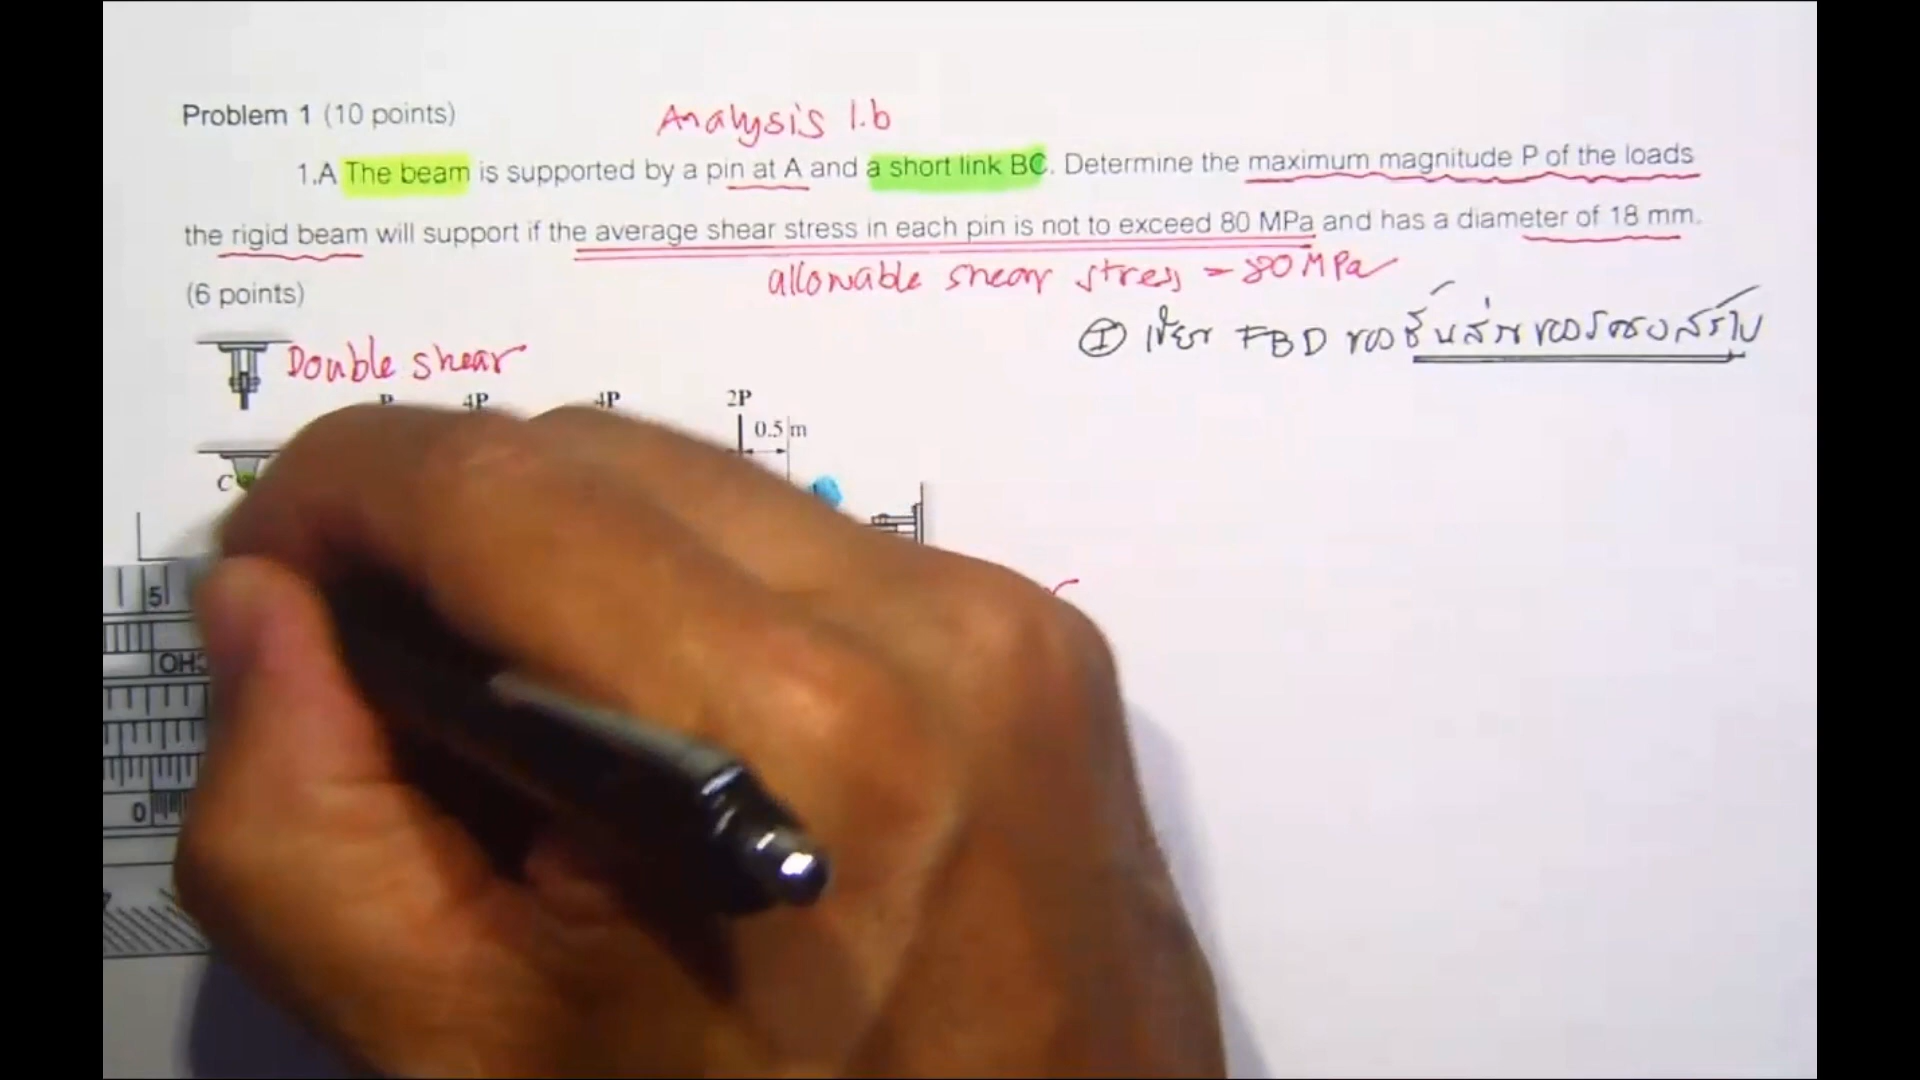 Problem 1 (10 points)
Analysis 1.b
1.A The beam is supported by a pin at A and a short link BC. Determine the maximum magnitude P of the loads
the rigid beam will support if the average shear stress in each pin is not to exceed 80 MPa and has a diameter of 18 mm.
allowable shear stress = 80 MPa
(6 points)
① เขียน FBD ของชิ้นส่วนของโครงสร้าง
Double shear
P 4P 4P 2P
0.5 m
C
5
0